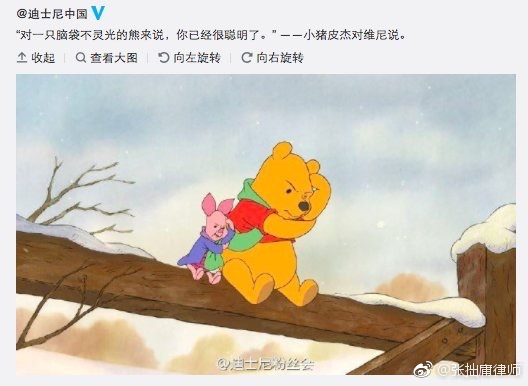 @迪士尼中国
“对一只脑袋不灵光的熊来说，你已经很聪明了。” ——小猪皮杰对维尼说。
收起 查看大图 向左旋转 向右旋转
@迪士尼粉丝会
@张拙庸律师